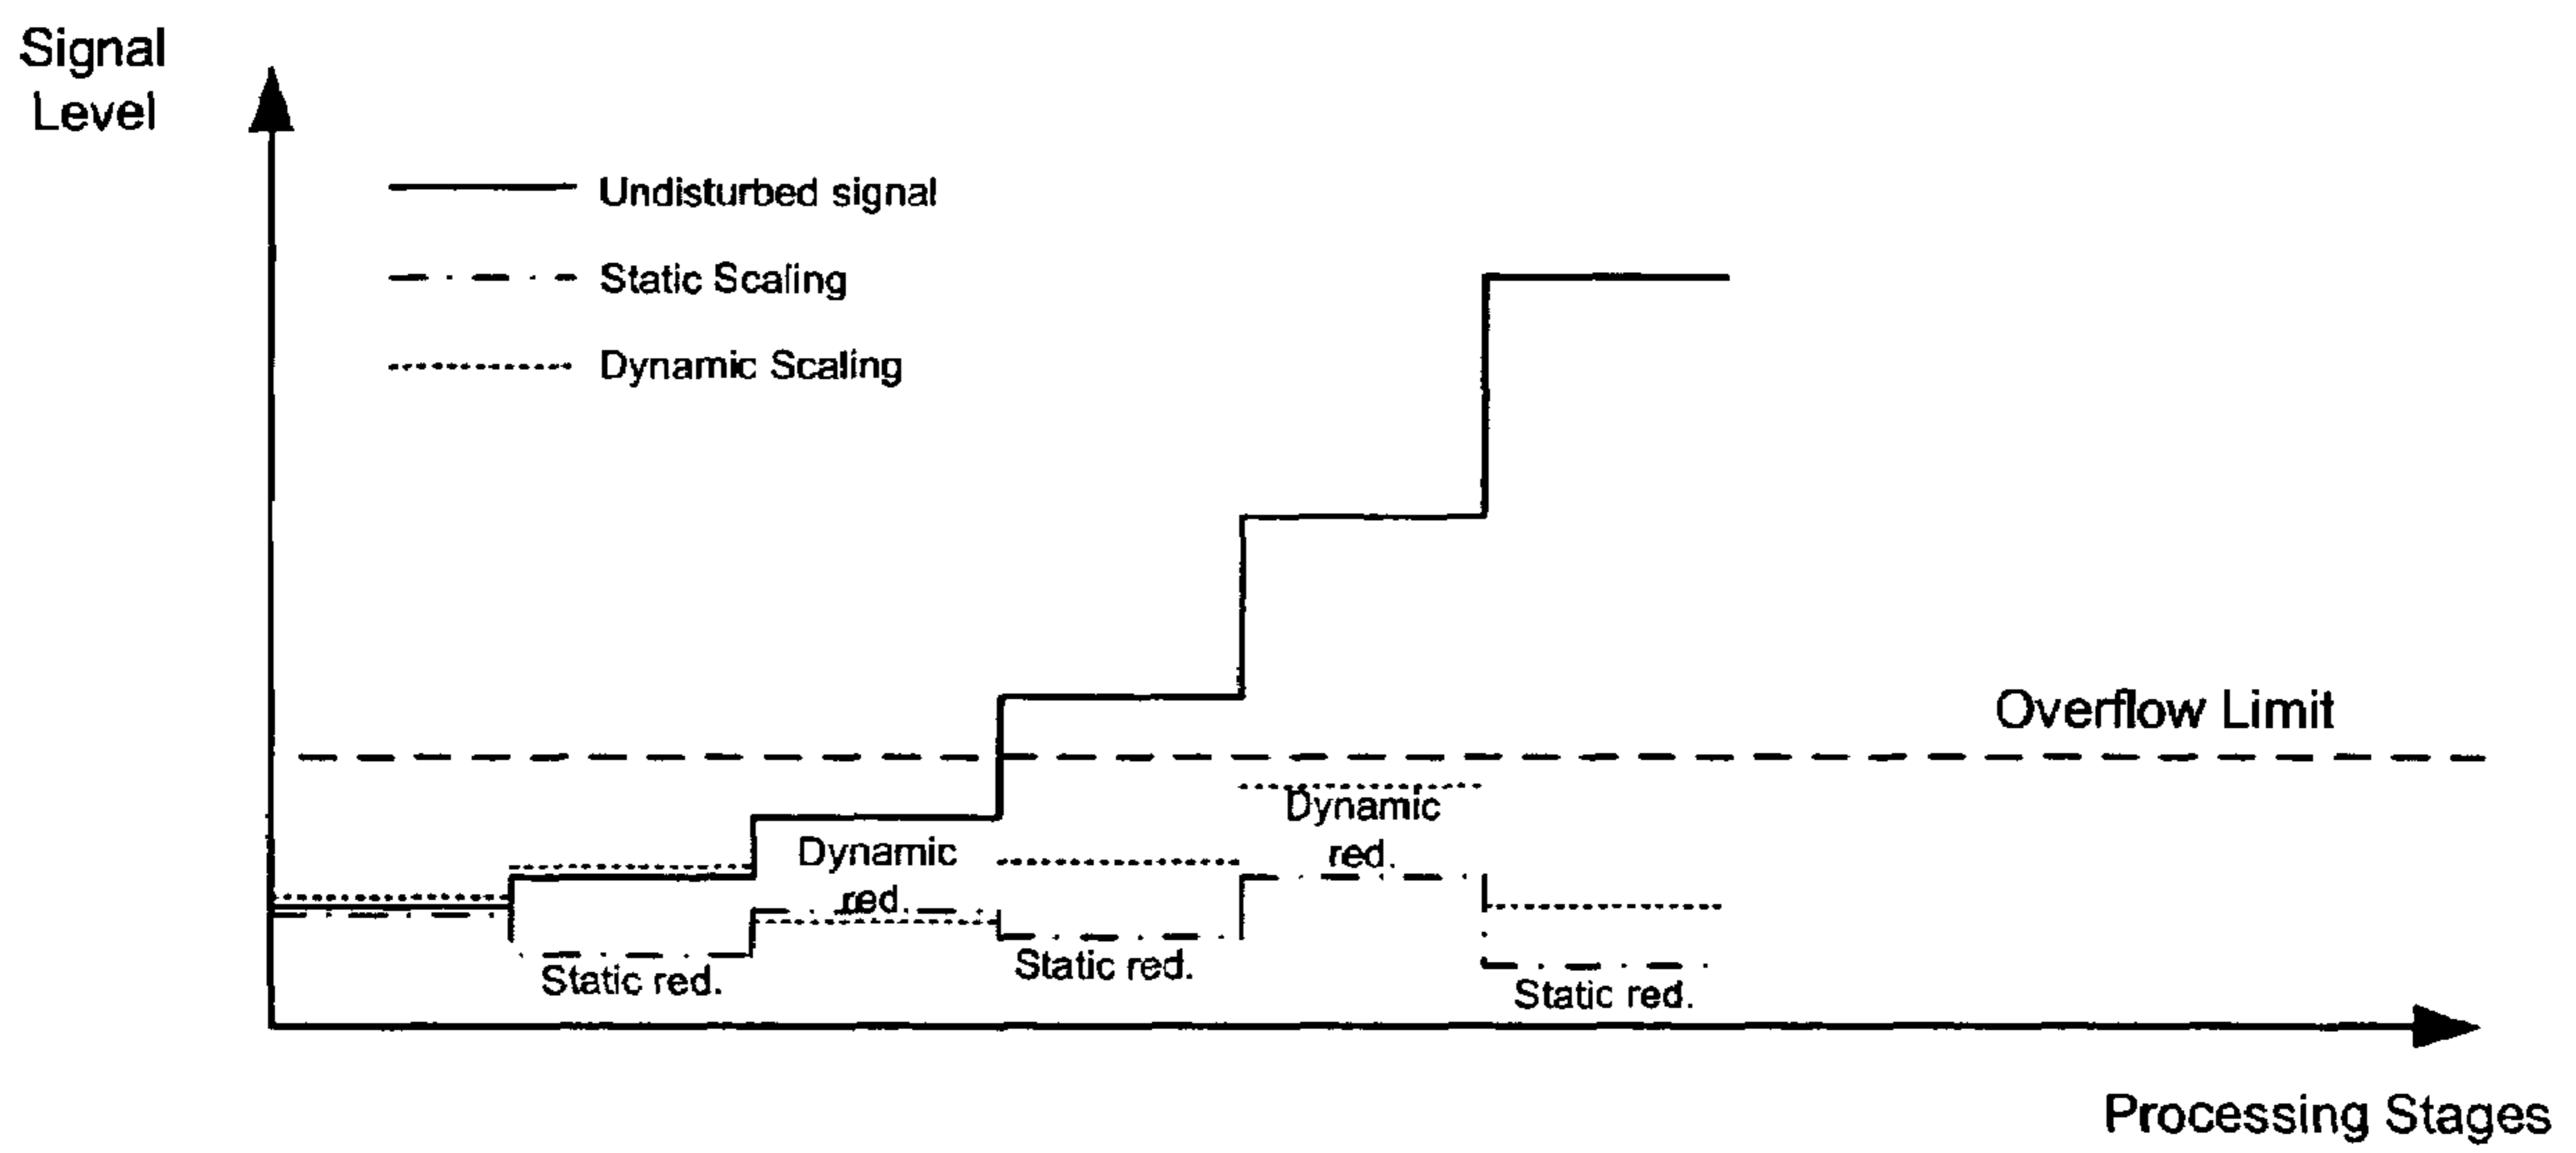 Signal
Level
Undisturbed signal
Static Scaling
Dynamic Scaling
Overflow Limit
Dynamic
red.
Dynamic
red.
Static red.
Static red.
Static red.
Processing Stages